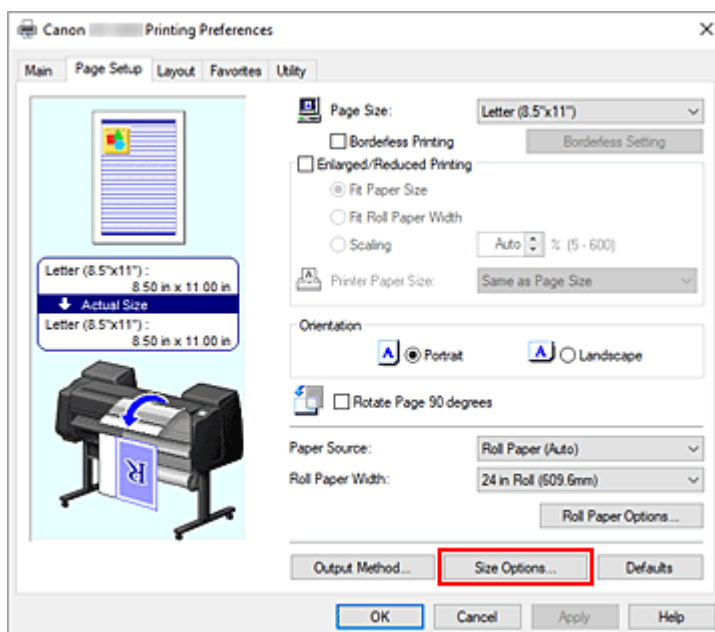 Canon Printing Preferences
Main Page Setup Layout Favorites Utility
Page Size: Letter (8.5"x11")
Borderless Printing Borderless Setting
Enlarged/Reduced Printing
Fit Paper Size
Fit Roll Paper Width
Scaling Auto % (5 - 600)
Printer Paper Size: Same as Page Size
Letter (8.5"x11") :
8.50 in x 11.00 in
Actual Size
Letter (8.5"x11") :
8.50 in x 11.00 in
Orientation
A Portrait A Landscape
Rotate Page 90 degrees
Paper Source: Roll Paper (Auto)
Roll Paper Width: 24 in Roll (609.6mm)
Roll Paper Options...
R
Output Method... Size Options... Defaults
OK Cancel Apply Help